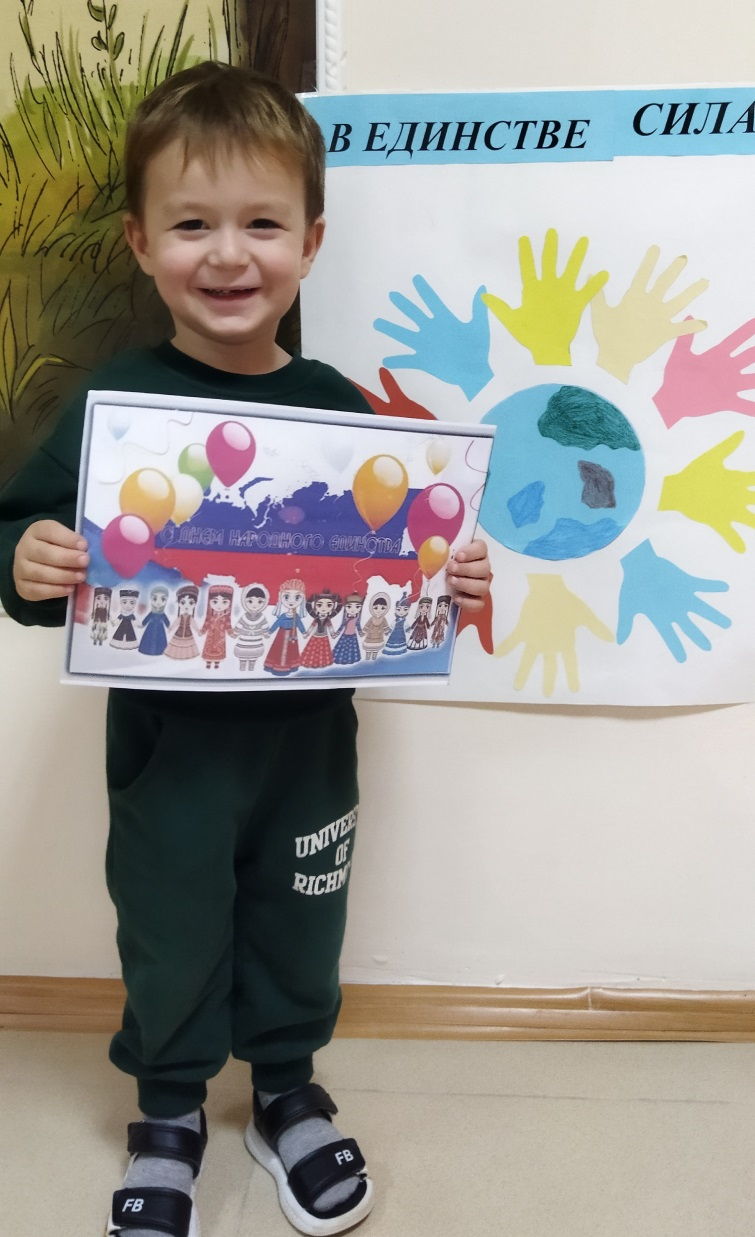 В ЕДИНСТВЕ СИЛА
С ДНЕМ НАРОДНОГО ЕДИНСТВА
UNIVERS
OF
RICHM
FB
FB